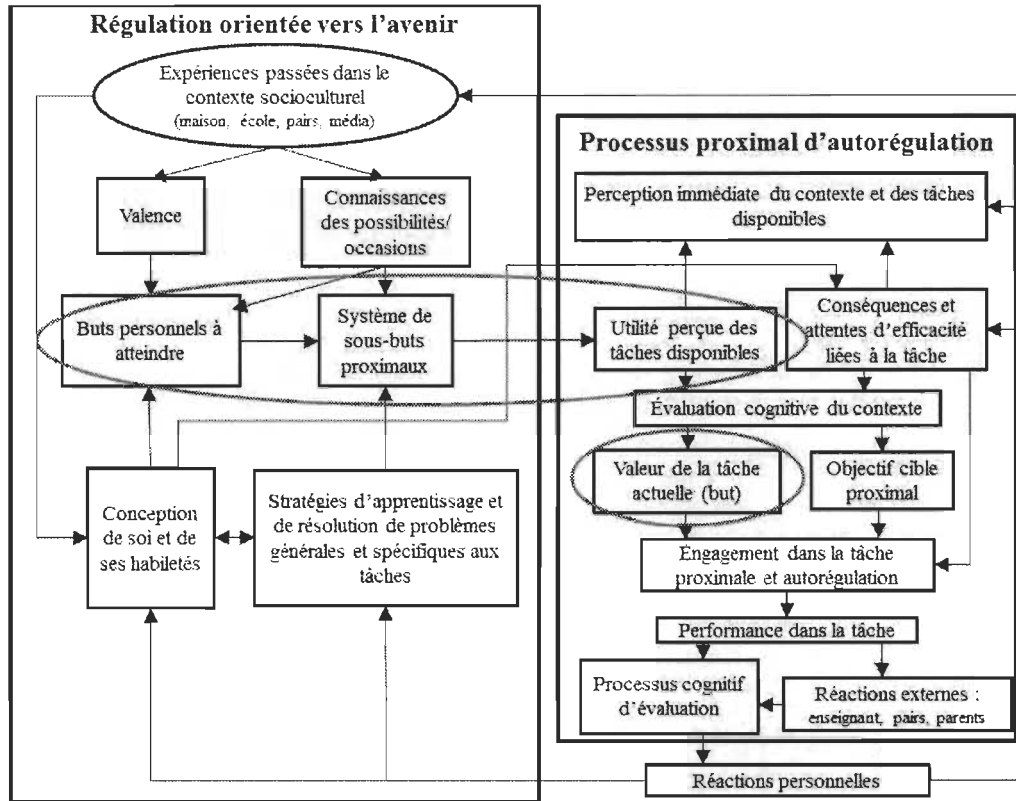 Régulation orientée vers l'avenir
Expériences passées dans le
contexte socioculturel
(maison, école, pairs, média)
Valence
Connaissances
des possibilités/
occasions
Buts personnels à
atteindre
Système de
sous-buts
proximaux
Conception
de soi et de
ses habiletés
Stratégies d'apprentissage et
de résolution de problèmes
générales et spécifiques aux
tâches
Processus proximal d'autorégulation
Perception immédiate du contexte et des tâches
disponibles
Utilité perçue des
tâches disponibles
Conséquences et
attentes d'efficacité
liées à la tâche
Évaluation cognitive du contexte
Valeur de la tâche
actuelle (but)
Objectif cible
proximal
Engagement dans la tâche
proximale et autorégulation
Performance dans la tâche
Processus cognitif
d'évaluation
Réactions externes :
enseignant, pairs, parents
Réactions personnelles